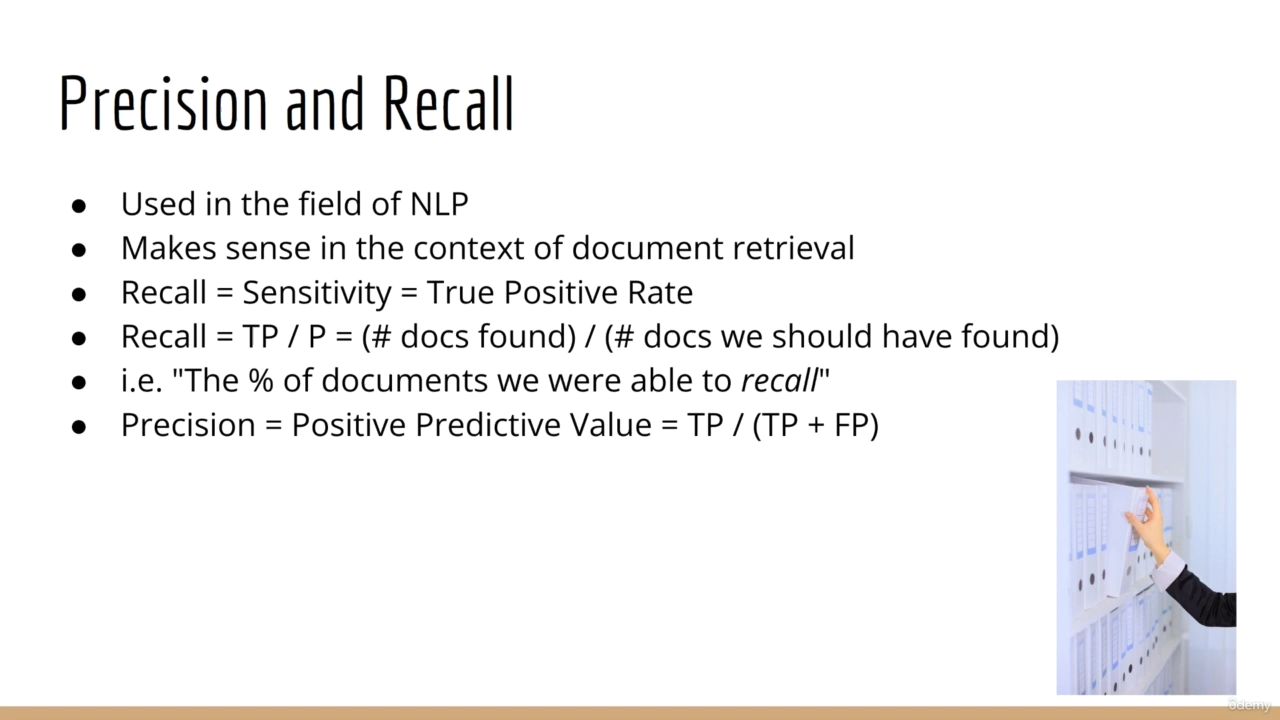 Precision and Recall
● Used in the field of NLP
● Makes sense in the context of document retrieval
● Recall = Sensitivity = True Positive Rate
● Recall = TP / P = (# docs found) / (# docs we should have found)
● i.e. "The % of documents we were able to recall"
● Precision = Positive Predictive Value = TP / (TP + FP)
ûdemy